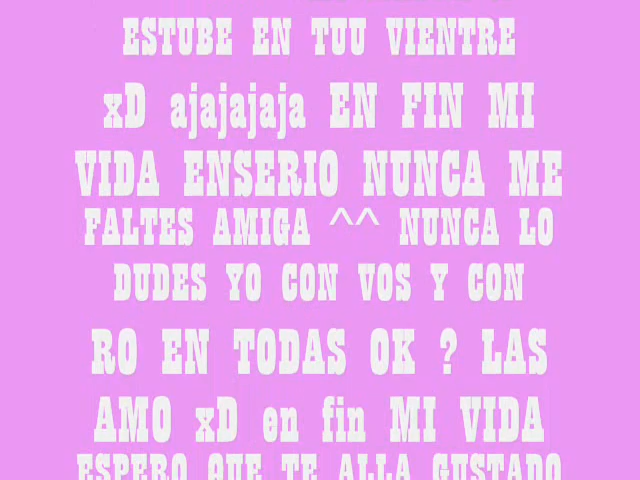 ESTUBE EN TUU VIENTRE
xD ajajajaja EN FIN MI
VIDA ENSERIO NUNCA ME
FALTES AMIGA ^^ NUNCA LO
DUDES YO CON VOS Y CON
RO EN TODAS OK ? LAS
AMO xD en fin MI VIDA
ESPERO QUE TE ALLA GUSTADO